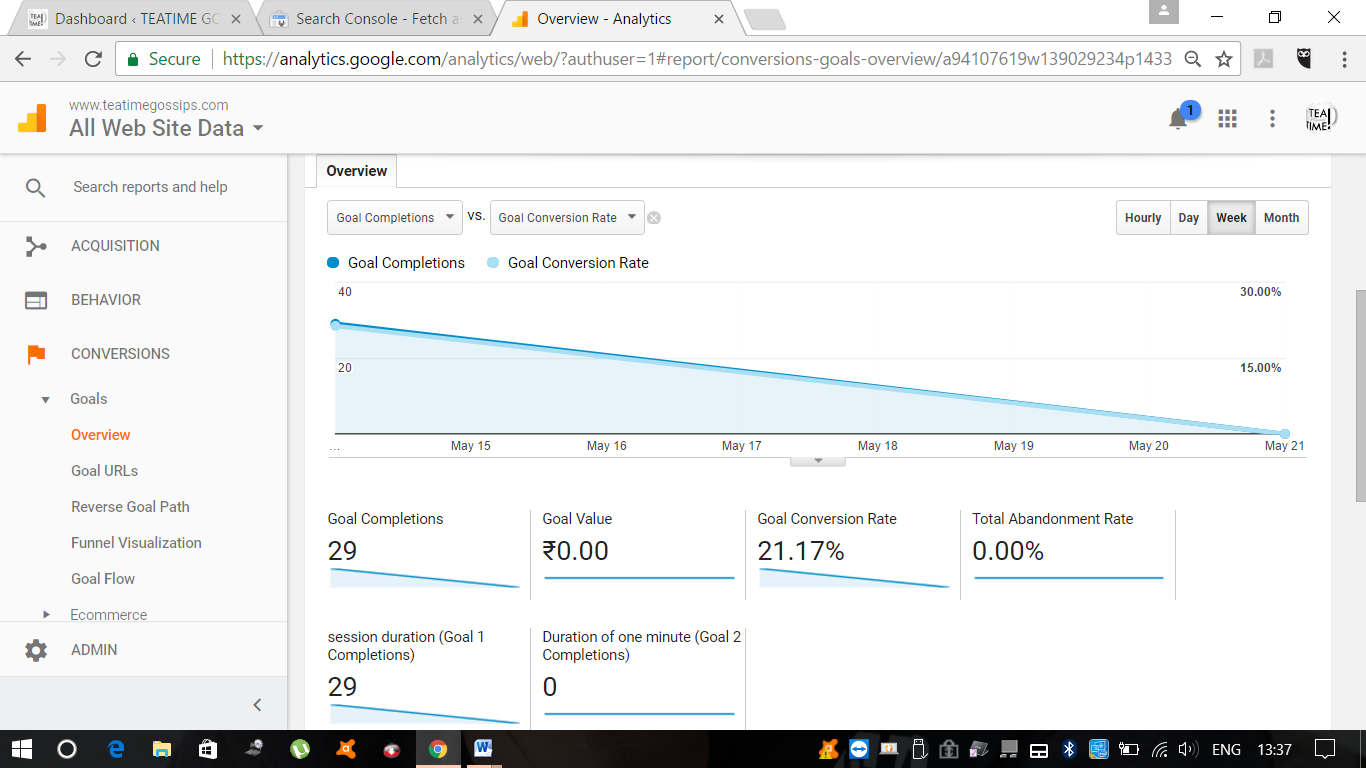 Dashboard ‹ TEATIME GO
Search Console - Fetch a
Overview - Analytics
Secure
https://analytics.google.com/analytics/web/?authuser=1#report/conversions-goals-overview/a94107619w139029234p1433
www.teatimegossips.com
All Web Site Data
1
TEA
TIME!
Search reports and help
ACQUISITION
BEHAVIOR
CONVERSIONS
Goals
Overview
Goal URLs
Reverse Goal Path
Funnel Visualization
Goal Flow
Ecommerce
ADMIN
Overview
Goal Completions vs. Goal Conversion Rate
Hourly Day Week Month
Goal Completions Goal Conversion Rate
40 30.00%
20 15.00%
... May 15 May 16 May 17 May 18 May 19 May 20 May 21
Goal Completions
29
Goal Value
₹0.00
Goal Conversion Rate
21.17%
Total Abandonment Rate
0.00%
session duration (Goal 1
Completions)
29
Duration of one minute (Goal 2
Completions)
0
ENG 13:37